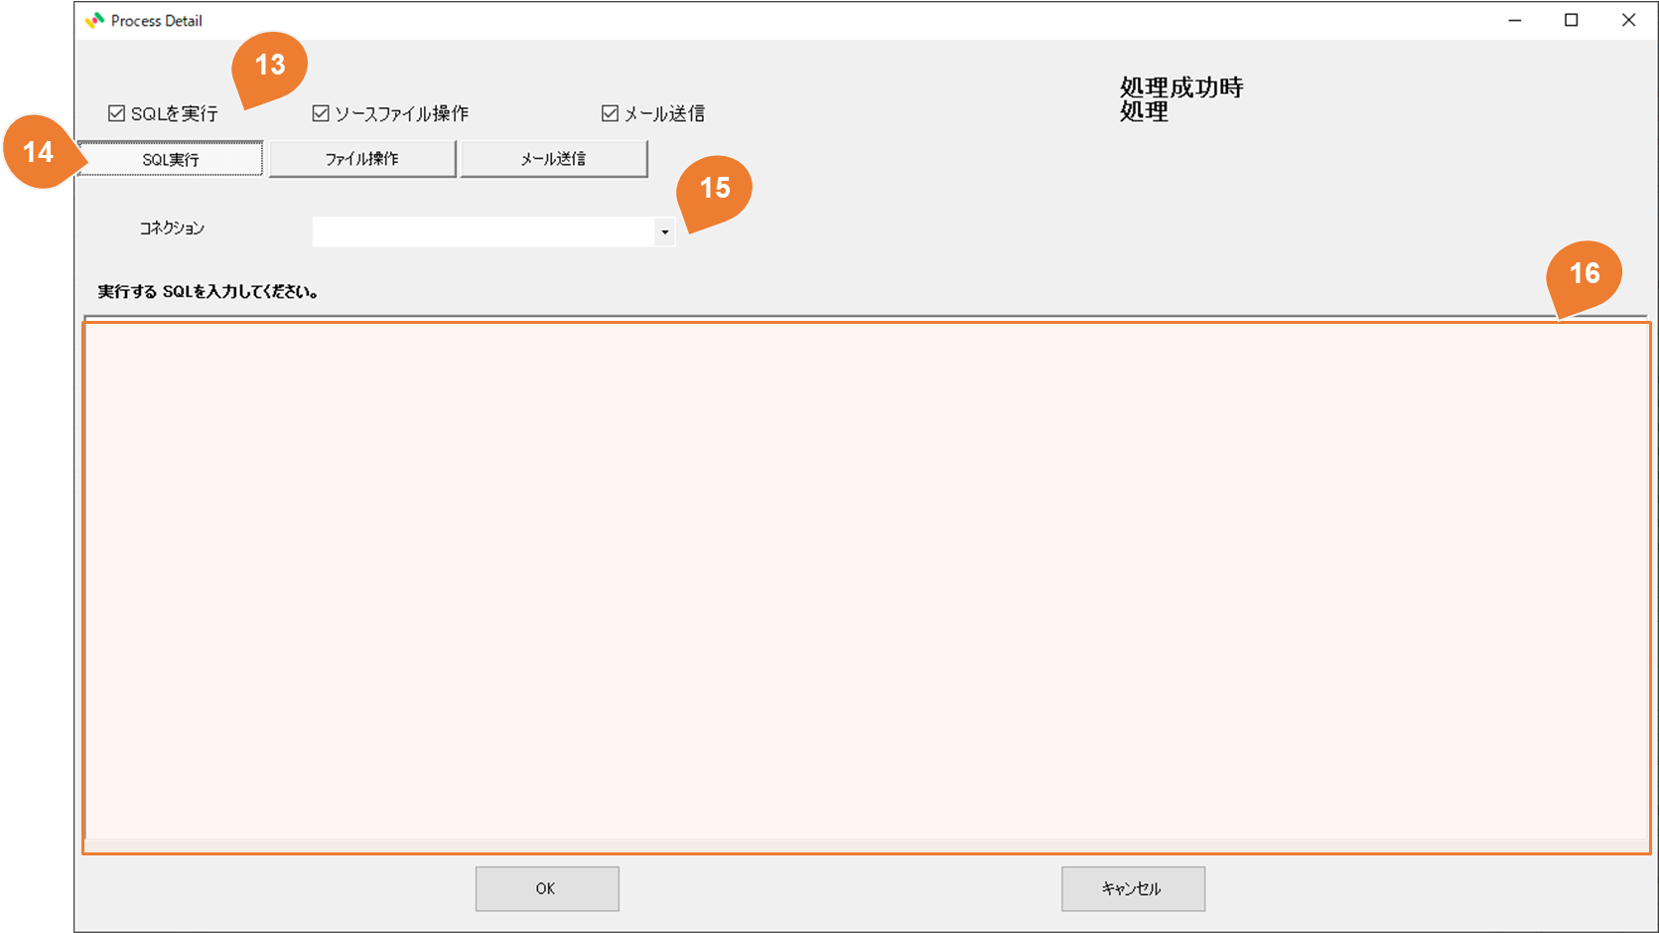 Process Detail
13
処理成功時
処理
SQLを実行 ソースファイル操作 メール送信
14
SQL実行 ファイル操作 メール送信
15
コネクション
16
実行する SQLを入力してください。
OK キャンセル